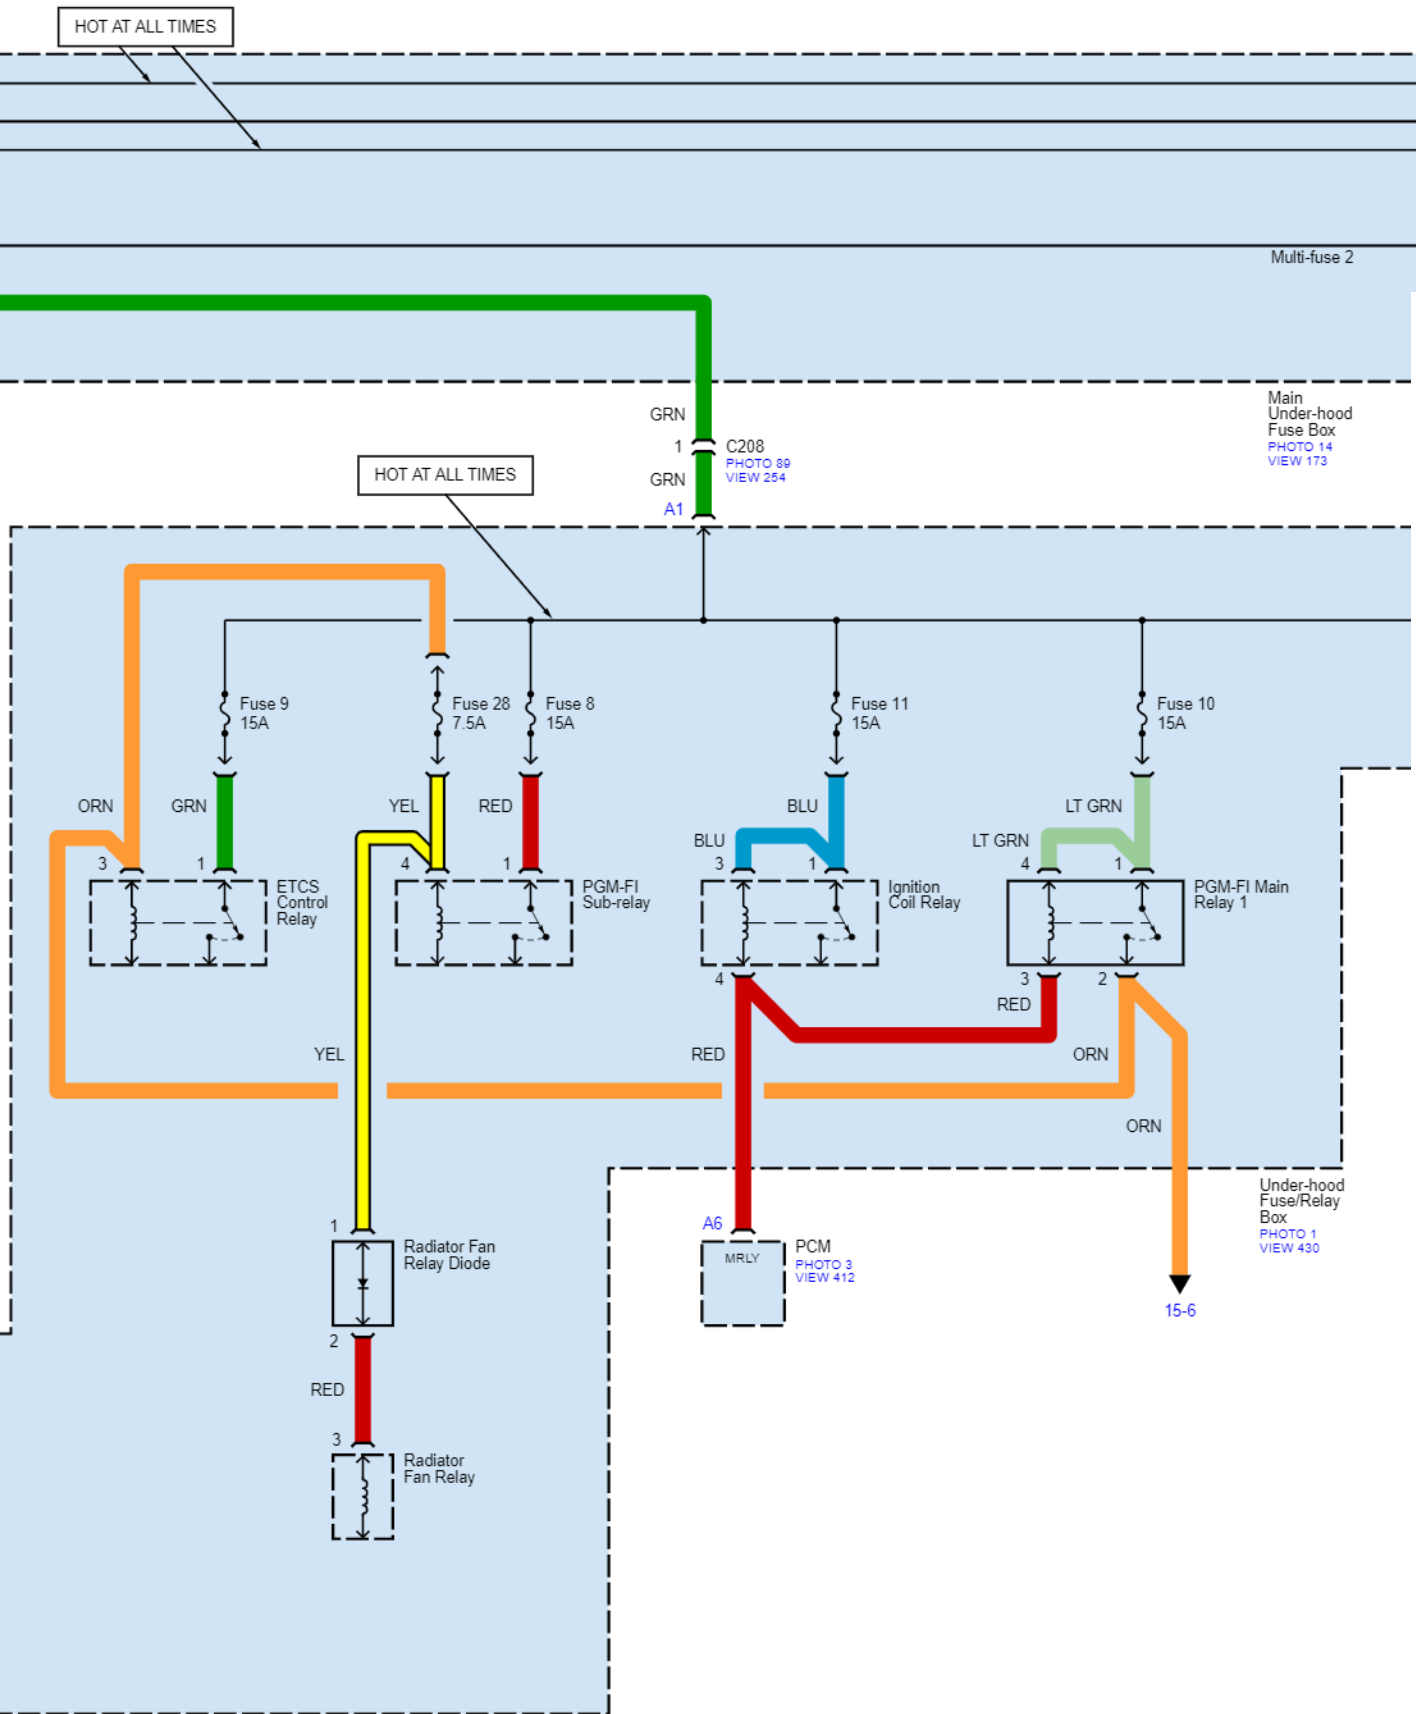 HOT AT ALL TIMES
Multi-fuse 2
Main
Under-hood
Fuse Box
PHOTO 14
VIEW 173
GRN
1
C208
PHOTO 89
VIEW 254
GRN
A1
HOT AT ALL TIMES
Fuse 9
15A
Fuse 28
7.5A
Fuse 8
15A
Fuse 11
15A
Fuse 10
15A
ORN
GRN
YEL
RED
BLU
LT GRN
BLU
LT GRN
3
1
4
1
3
1
4
1
ETCS
Control
Relay
PGM-FI
Sub-relay
Ignition
Coil Relay
PGM-FI Main
Relay 1
4
3
2
RED
YEL
RED
ORN
ORN
Under-hood
Fuse/Relay
Box
PHOTO 1
VIEW 430
1
A6
Radiator Fan
Relay Diode
MRLY
PCM
PHOTO 3
VIEW 412
15-6
2
RED
3
Radiator
Fan Relay